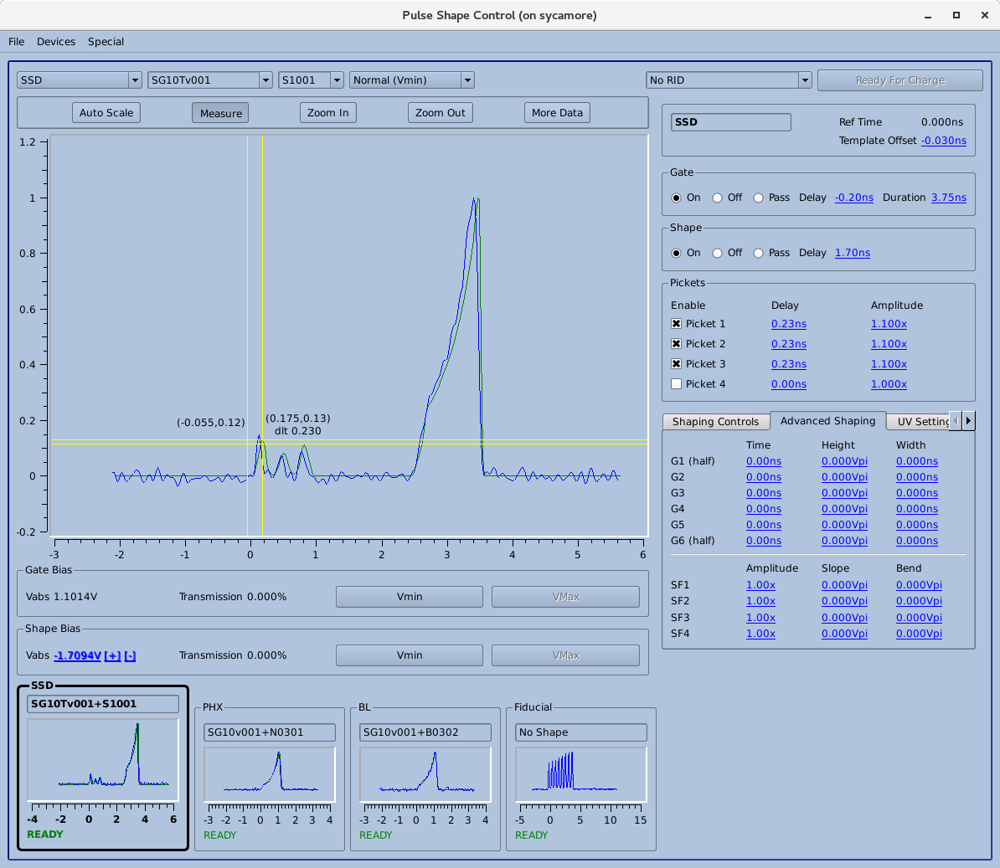 Pulse Shape Control (on sycamore)
File Devices Special
SSD SG10Tv001 S1001 Normal (Vmin) No RID Ready For Charge
Auto Scale Measure Zoom In Zoom Out More Data
SSD Ref Time 0.000ns
Template Offset -0.030ns
Gate
On Off Pass Delay -0.20ns Duration 3.75ns
Shape
On Off Pass Delay 1.70ns
Pickets
Enable Delay Amplitude
Picket 1 0.23ns 1.100x
Picket 2 0.23ns 1.100x
Picket 3 0.23ns 1.100x
Picket 4 0.00ns 1.000x
Shaping Controls Advanced Shaping UV Setting
Time Height Width
G1 (half) 0.00ns 0.000Vpi 0.000ns
G2 0.00ns 0.000Vpi 0.000ns
G3 0.00ns 0.000Vpi 0.000ns
G4 0.00ns 0.000Vpi 0.000ns
G5 0.00ns 0.000Vpi 0.000ns
G6 (half) 0.00ns 0.000Vpi 0.000ns
Amplitude Slope Bend
SF1 1.00x 0.000Vpi 0.000Vpi
SF2 1.00x 0.000Vpi 0.000Vpi
SF3 1.00x 0.000Vpi 0.000Vpi
SF4 1.00x 0.000Vpi 0.000Vpi
1.2
1
0.8
0.6
0.4
0.2
0
-0.2
(-0.055,0.12)
(0.175,0.13)
dlt 0.230
-3 -2 -1 0 1 2 3 4 5 6
Gate Bias
Vabs 1.1014V Transmission 0.000% Vmin VMax
Shape Bias
Vabs -1.7094V [+] [-] Transmission 0.000% Vmin VMax
SSD
SG10Tv001+S1001
-4 -2 0 2 4 6
READY
PHX
SG10v001+N0301
-3 -2 -1 0 1 2 3 4
READY
BL
SG10v001+B0302
-3 -2 -1 0 1 2 3 4
READY
Fiducial
No Shape
-5 0 5 10 15
READY